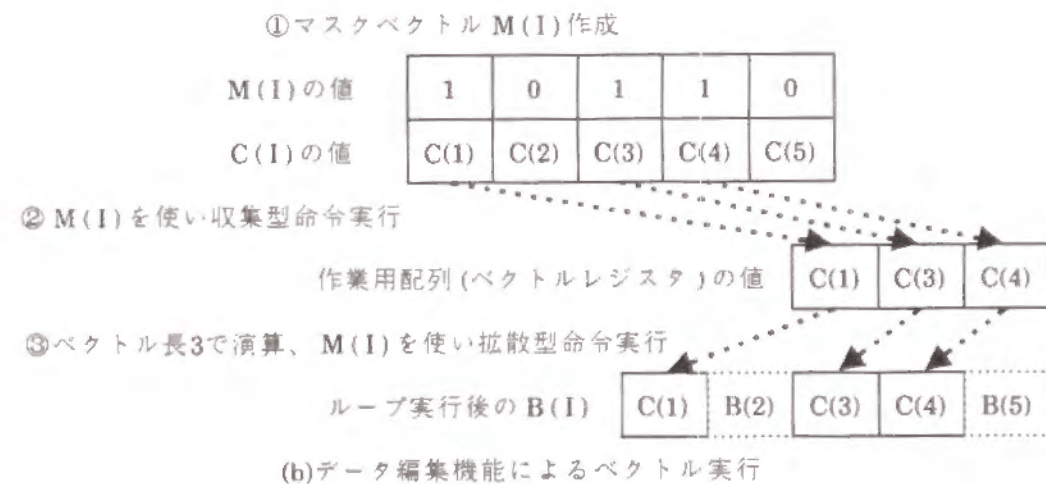 ①マスクベクトルM(I)作成
M(I)の値 1 0 1 1 0
C(I)の値 C(1) C(2) C(3) C(4) C(5)
②M(I)を使い収集型命令実行
作業用配列(ベクトルレジスタ)の値 C(1) C(3) C(4)
③ベクトル長3で演算、M(I)を使い拡散型命令実行
ループ実行後のB(I) C(1) B(2) C(3) C(4) B(5)
(b)データ編集機能によるベクトル実行